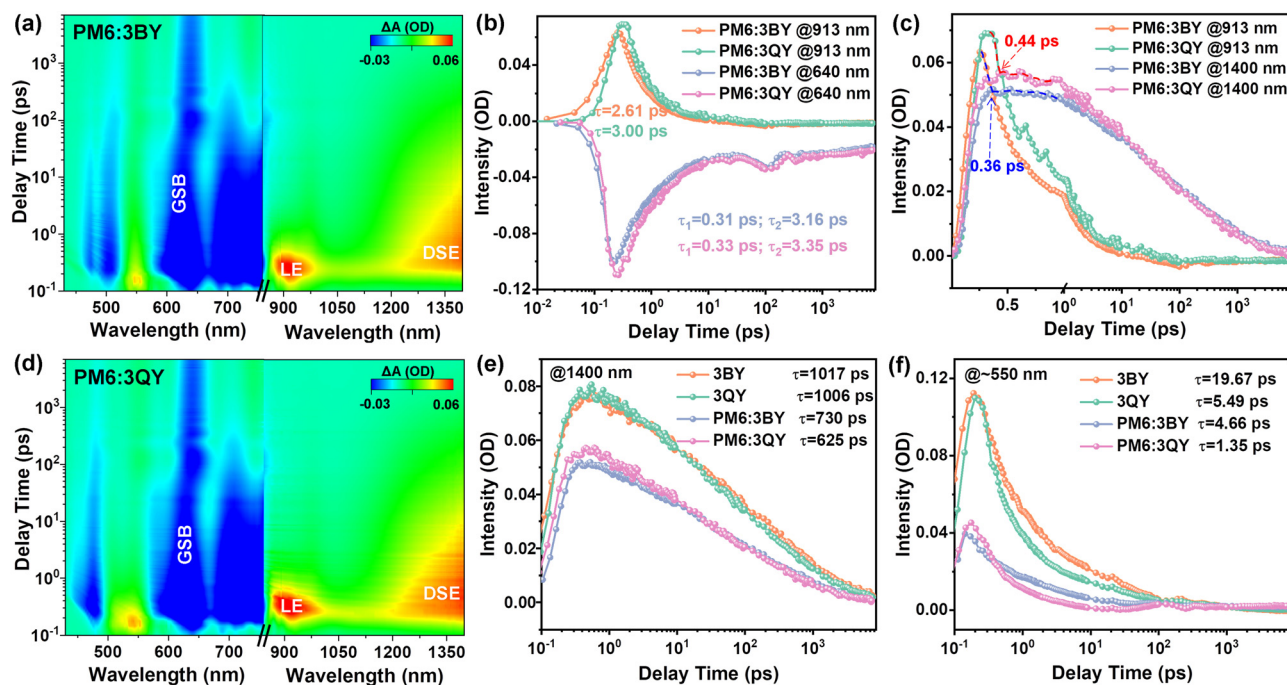 (a)
PM6:3BY
ΔA (OD)
-0.03 0.06
GSB
LE
DSE
Delay Time (ps)
10³
10²
10¹
10⁰
10⁻¹
500 600 700 900 1050 1200 1350
Wavelength (nm) Wavelength (nm)
(b)
PM6:3BY @913 nm
PM6:3QY @913 nm
PM6:3BY @640 nm
PM6:3QY @640 nm
τ=2.61 ps
τ=3.00 ps
τ₁=0.31 ps; τ₂=3.16 ps
τ₁=0.33 ps; τ₂=3.35 ps
Intensity (OD)
0.06
0.00
-0.06
-0.12
10⁻² 10⁻¹ 10⁰ 10¹ 10² 10³
Delay Time (ps)
(c)
PM6:3BY @913 nm
PM6:3QY @913 nm
PM6:3BY @1400 nm
PM6:3QY @1400 nm
0.44 ps
0.36 ps
Intensity (OD)
0.06
0.04
0.02
0.00
0.5 10⁰ 10¹ 10² 10³
Delay Time (ps)
(d)
PM6:3QY
ΔA (OD)
-0.03 0.06
GSB
LE
DSE
Delay Time (ps)
10³
10²
10¹
10⁰
10⁻¹
500 600 700 900 1050 1200 1350
Wavelength (nm) Wavelength (nm)
(e)
@1400 nm
3BY τ=1017 ps
3QY τ=1006 ps
PM6:3BY τ=730 ps
PM6:3QY τ=625 ps
Intensity (OD)
0.08
0.06
0.04
0.02
0.00
10⁻¹ 10⁰ 10¹ 10² 10³
Delay Time (ps)
(f)
@~550 nm
3BY τ=19.67 ps
3QY τ=5.49 ps
PM6:3BY τ=4.66 ps
PM6:3QY τ=1.35 ps
Intensity (OD)
0.12
0.08
0.04
0.00
10⁻¹ 10⁰ 10¹ 10² 10³
Delay Time (ps)